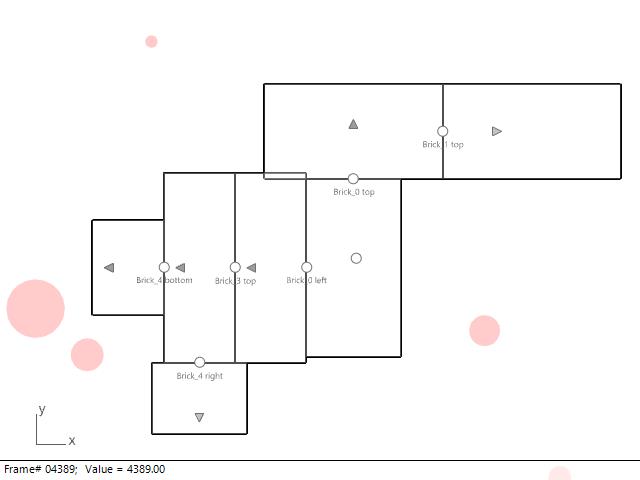 Brick_1 top
Brick_0 top
Brick_4 bottom
Brick_3 top
Brick_0 left
Brick_4 right
y
x
Frame# 04389;  Value = 4389.00